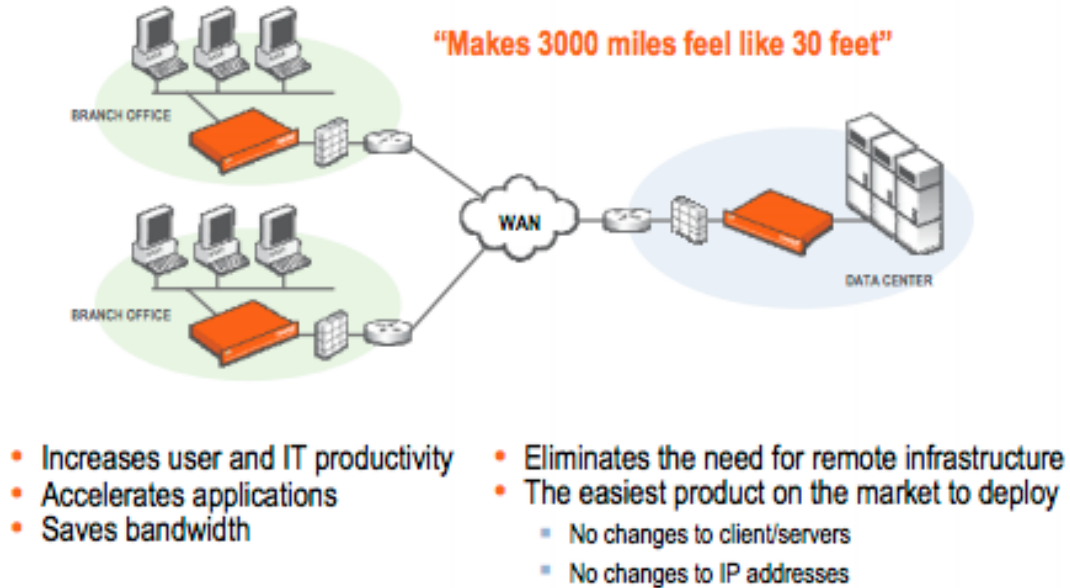 “Makes 3000 miles feel like 30 feet”
BRANCH OFFICE
WAN
DATA CENTER
BRANCH OFFICE
• Increases user and IT productivity
• Accelerates applications
• Saves bandwidth
• Eliminates the need for remote infrastructure
• The easiest product on the market to deploy
▪ No changes to client/servers
▪ No changes to IP addresses